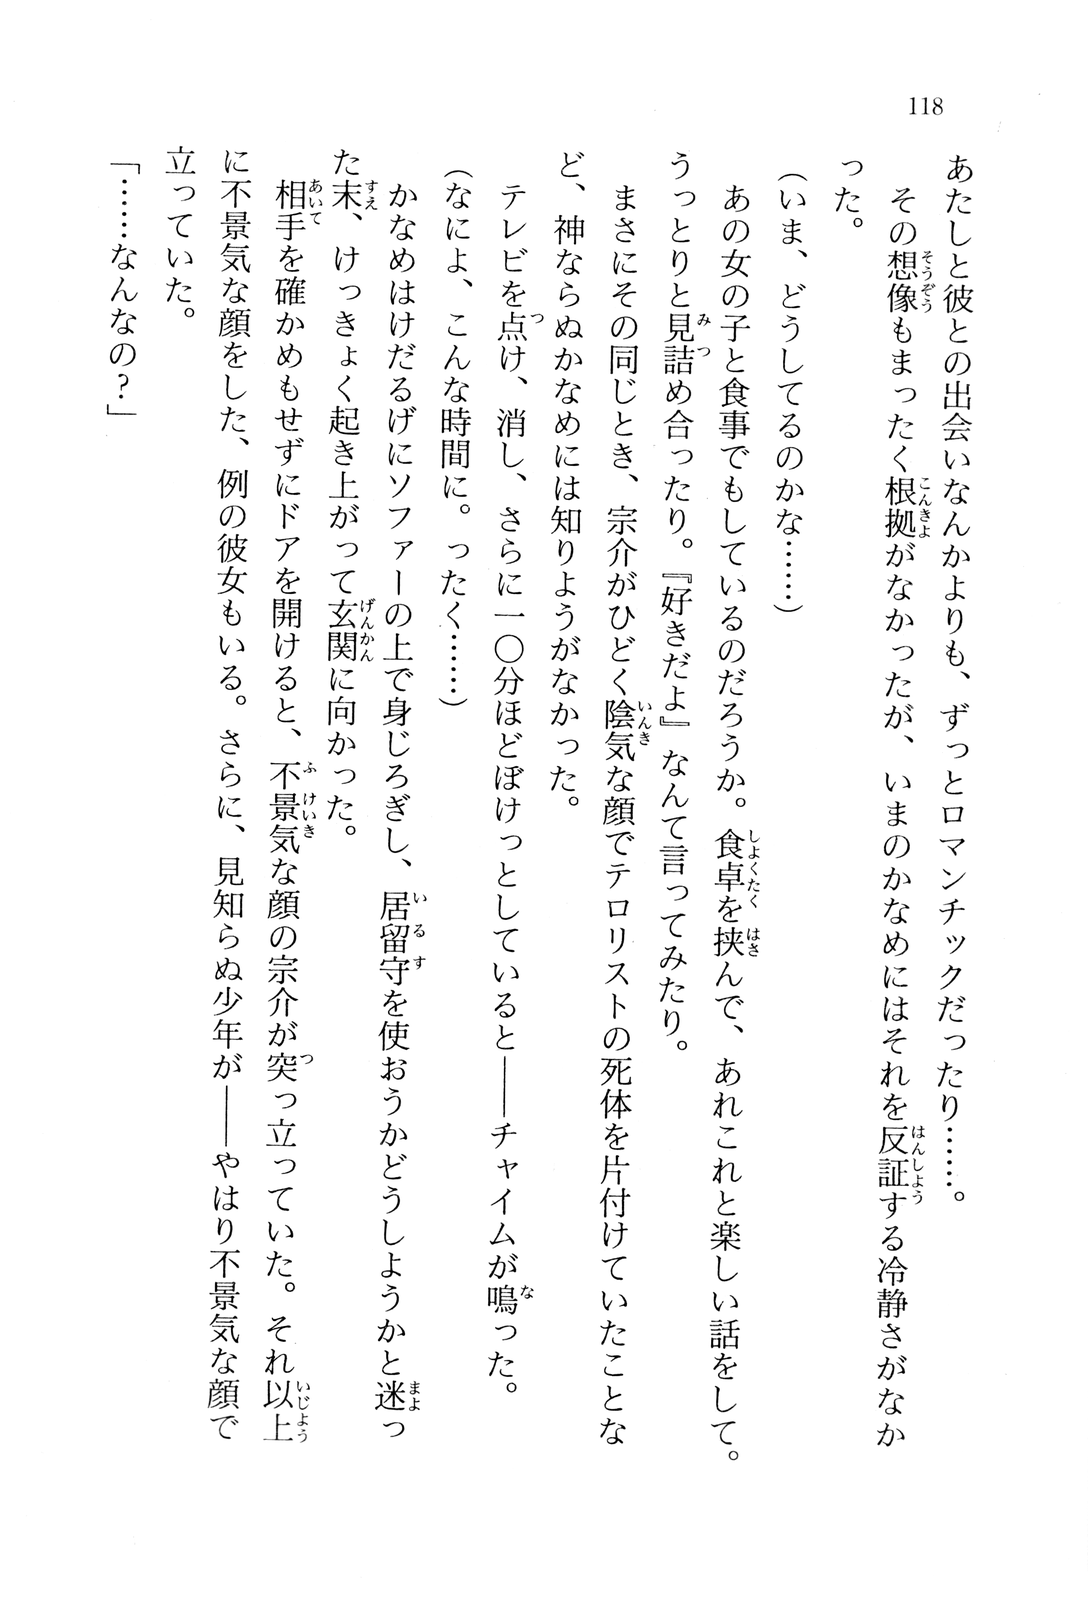 118
あたしと彼との出会いなんかよりも、ずっとロマンチックだったり……。
その想像もまったく根拠がなかったが、いまのかなめにはそれを反証する冷静さがなか
った。
(いま、どうしてるのかな……)
あの女の子と食事でもしているのだろうか。食卓を挟んで、あれこれと楽しい話をして。
うっとりと見詰め合ったり。『好きだよ』なんて言ってみたり。
まさにその同じとき、宗介がひどく陰気な顔でテロリストの死体を片付けていたことな
ど、神ならぬかなめには知りようがなかった。
テレビを点け、消し、さらに一〇分ほどぼけっとしていると――チャイムが鳴った。
(なによ、こんな時間に。ったく……)
かなめはけだるげにソファーの上で身じろぎし、居留守を使おうかどうしようかと迷っ
た末、けっきょく起き上がって玄関に向かった。
相手を確かめもせずにドアを開けると、不景気な顔の宗介が突っ立っていた。それ以上
に不景気な顔をした、例の彼女もいる。さらに、見知らぬ少年が――やはり不景気な顔で
立っていた。
「……なんなの?」